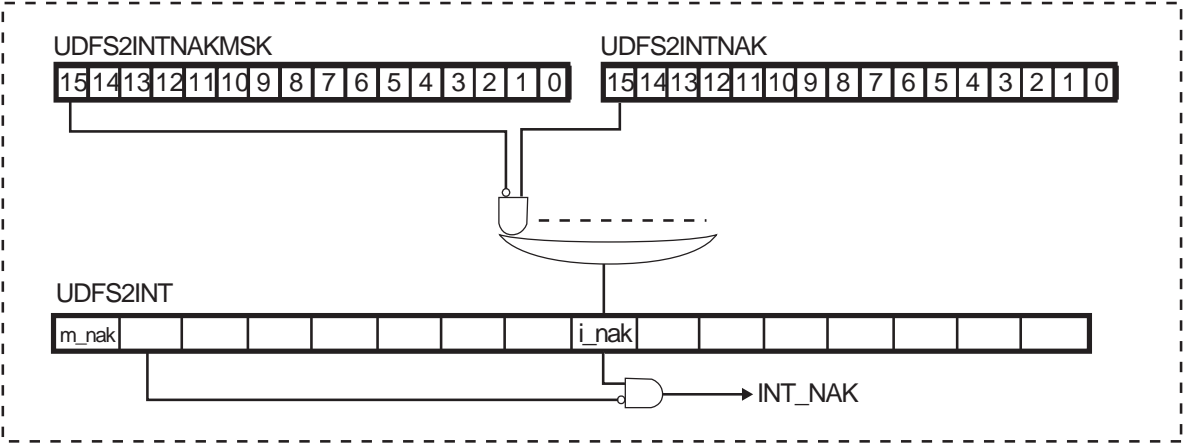 UDFS2INTNAKMSK
UDFS2INTNAK
15 14 13 12 11 10 9 8 7 6 5 4 3 2 1 0
15 14 13 12 11 10 9 8 7 6 5 4 3 2 1 0
UDFS2INT
m_nak i_nak
INT_NAK